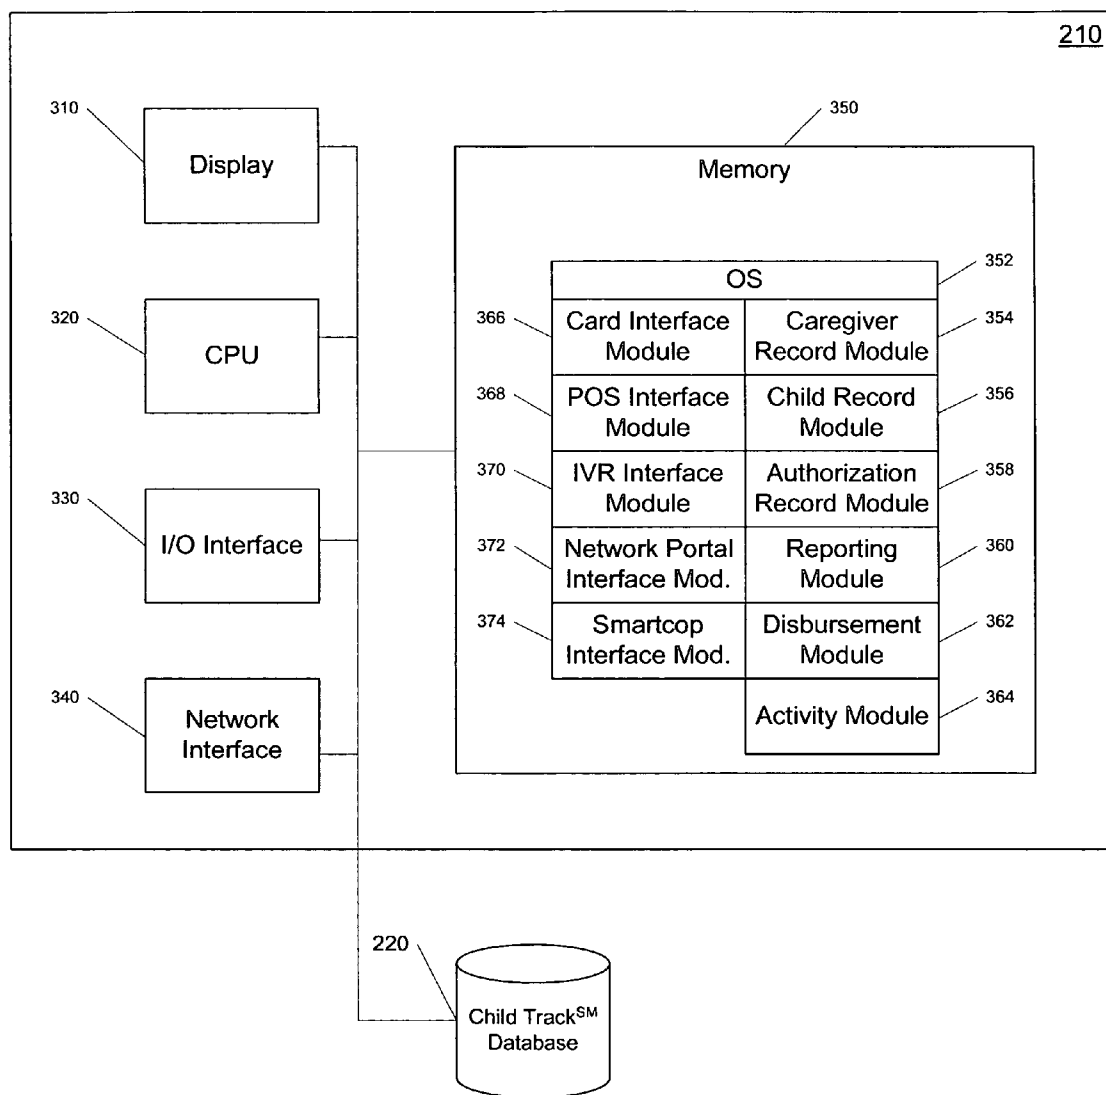 210
310
Display
320
CPU
330
I/O Interface
340
Network
Interface
350
Memory
352
OS
366
Card Interface
Module
Caregiver
Record Module
354
368
POS Interface
Module
Child Record
Module
356
370
IVR Interface
Module
Authorization
Record Module
358
372
Network Portal
Interface Mod.
Reporting
Module
360
374
Smartcop
Interface Mod.
Disbursement
Module
362
Activity Module
364
220
Child Track℠
Database